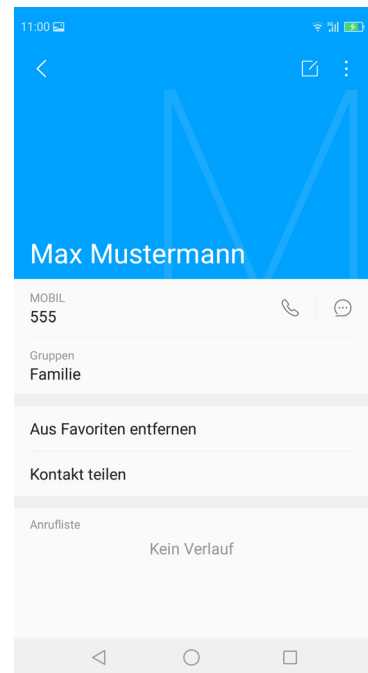 11:00
Max Mustermann
MOBIL
555
Gruppen
Familie
Aus Favoriten entfernen
Kontakt teilen
Anrufliste
Kein Verlauf